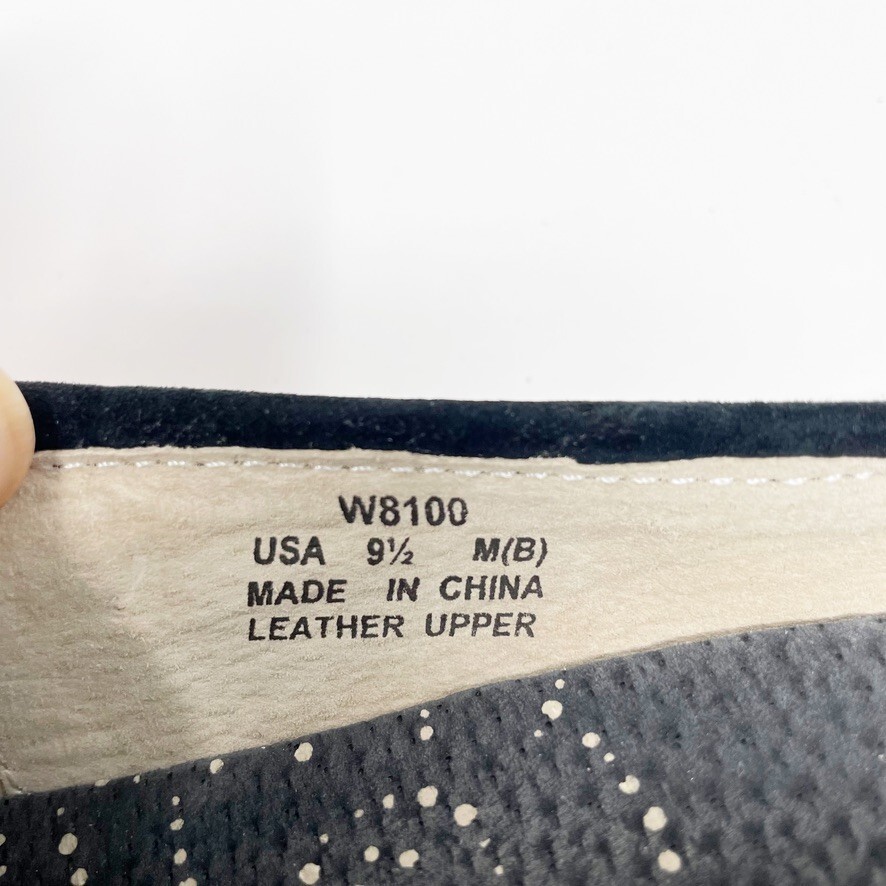 W8100
USA 9½ M(B)
MADE IN CHINA
LEATHER UPPER